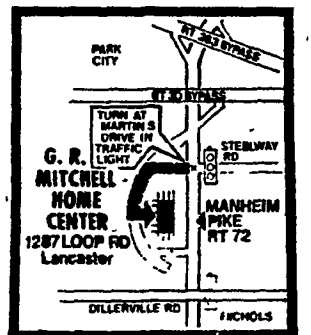 RT 283 BYPASS
PARK
CITY
RT 30 BYPASS
TURN AT
MARTIN'S
DRIVE IN
TRAFFIC
LIGHT
STEELWAY
RD
G. R.
MITCHELL
HOME
CENTER
1287 LOOP RD
Lancaster
MANHEIM
PIKE
RT 72
DILLERVILLE RD
NICHOLS